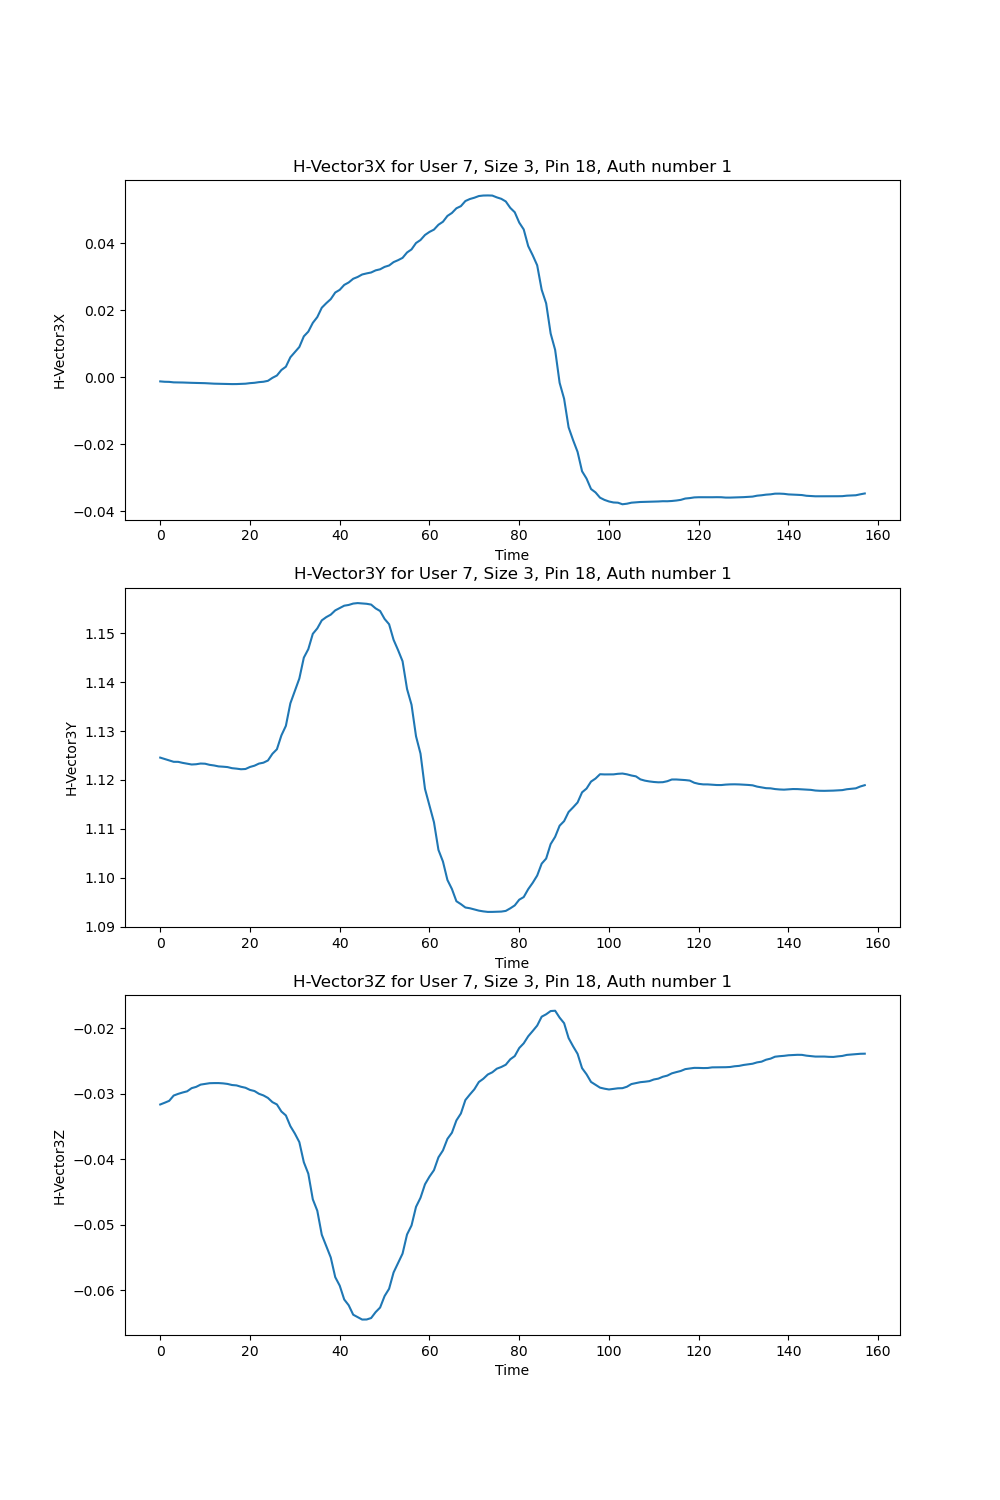 H-Vector3X for User 7, Size 3, Pin 18, Auth number 1
H-Vector3X
0.04
0.02
0.00
−0.02
−0.04
0 20 40 60 80 100 120 140 160
Time
H-Vector3Y for User 7, Size 3, Pin 18, Auth number 1
H-Vector3Y
1.15
1.14
1.13
1.12
1.11
1.10
1.09
0 20 40 60 80 100 120 140 160
Time
H-Vector3Z for User 7, Size 3, Pin 18, Auth number 1
H-Vector3Z
−0.02
−0.03
−0.04
−0.05
−0.06
0 20 40 60 80 100 120 140 160
Time